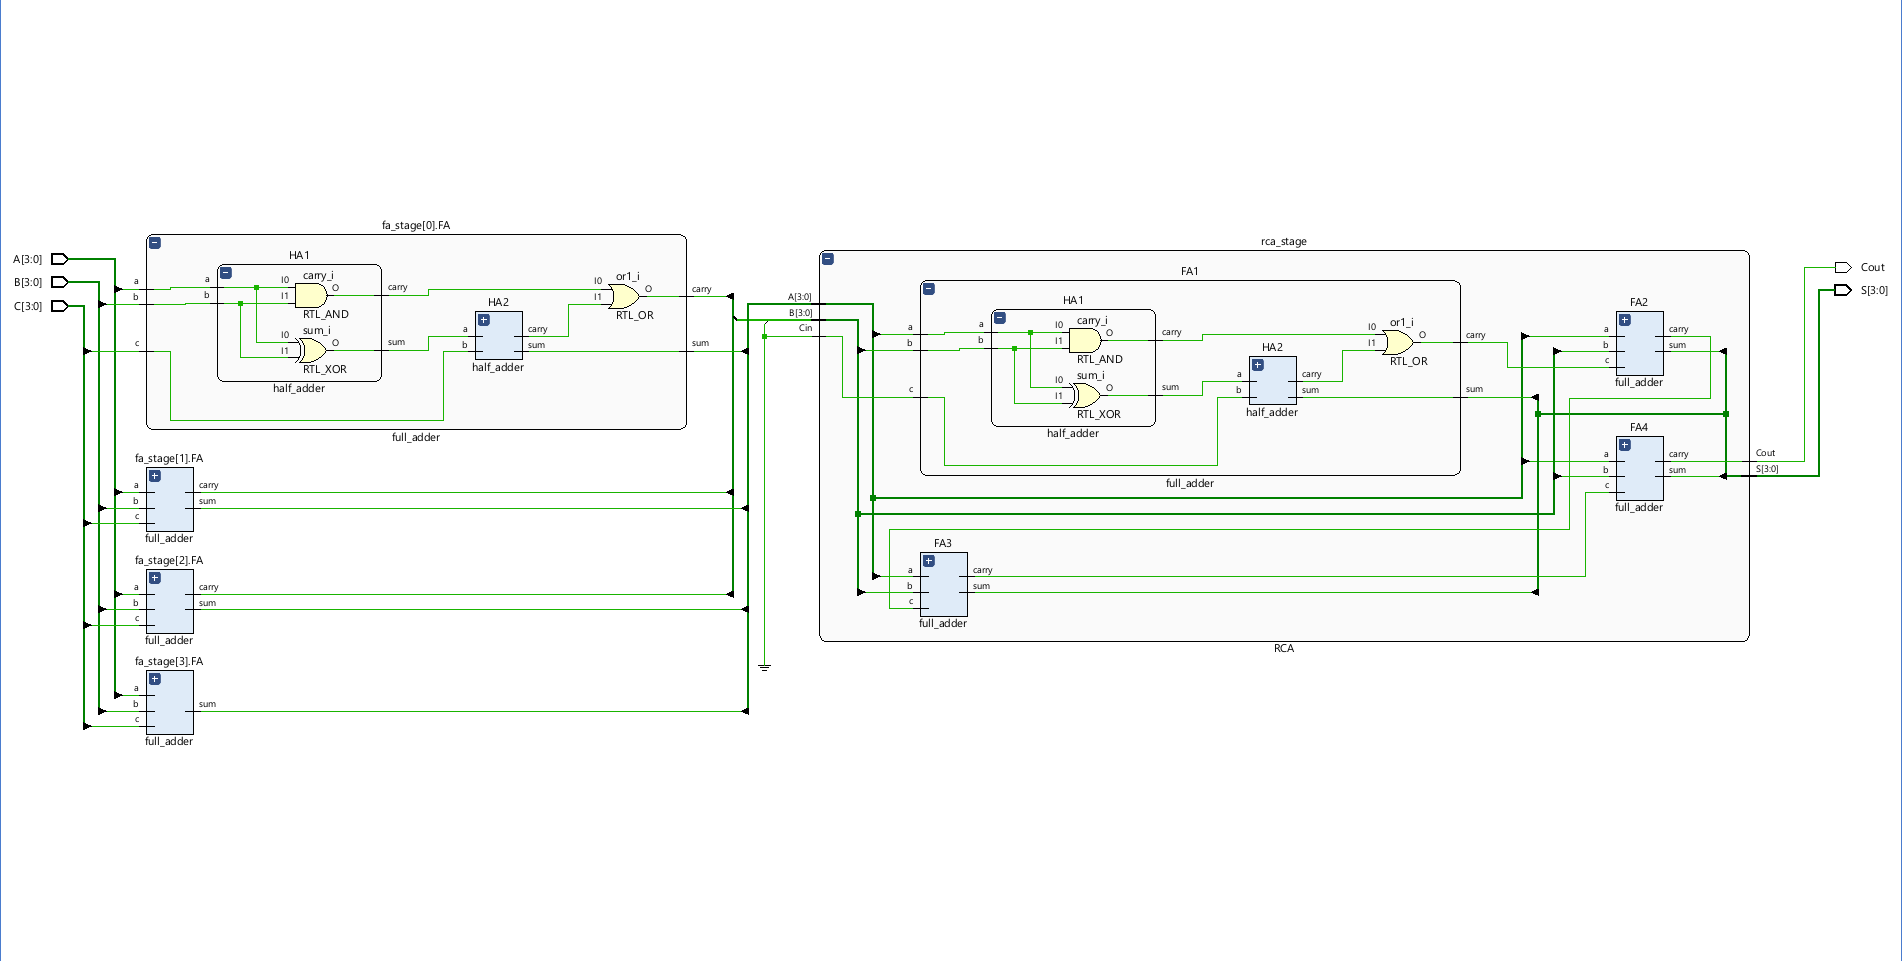 A[3:0]
B[3:0]
C[3:0]
fa_stage[0].FA
a
b
c
HA1
a
b
I0
I1
carry_i
O
RTL_AND
I0
I1
sum_i
O
RTL_XOR
half_adder
carry
sum
HA2
a
b
carry
sum
half_adder
or1_i
I0
I1
O
RTL_OR
carry
sum
full_adder
fa_stage[1].FA
a
b
c
carry
sum
full_adder
fa_stage[2].FA
a
b
c
carry
sum
full_adder
fa_stage[3].FA
a
b
c
sum
full_adder
rca_stage
A[3:0]
B[3:0]
Cin
FA1
a
b
c
HA1
a
b
I0
I1
carry_i
O
RTL_AND
I0
I1
sum_i
O
RTL_XOR
half_adder
carry
sum
HA2
a
b
carry
sum
half_adder
or1_i
I0
I1
O
RTL_OR
carry
sum
full_adder
FA2
a
b
c
carry
sum
full_adder
FA4
a
b
c
carry
sum
full_adder
FA3
a
b
c
carry
sum
full_adder
Cout
S[3:0]
RCA
Cout
S[3:0]